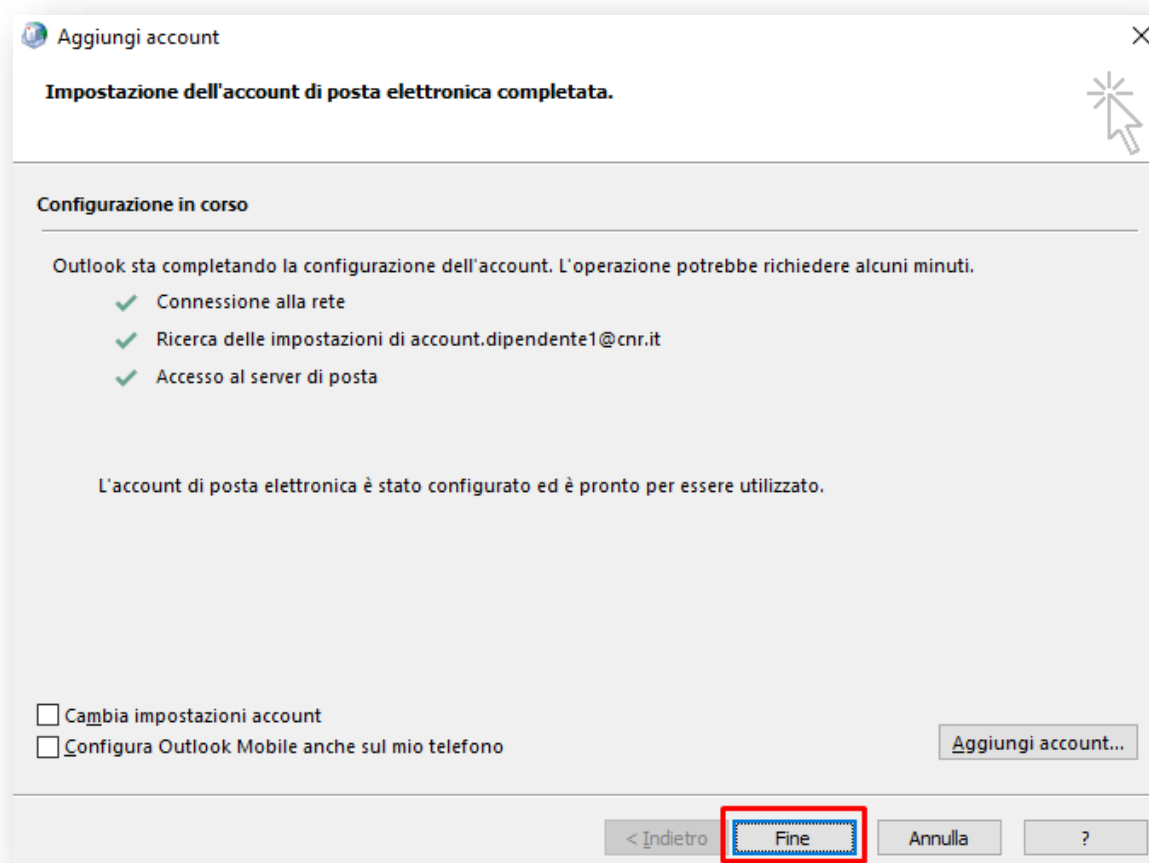 Aggiungi account
Impostazione dell'account di posta elettronica completata.
Configurazione in corso
Outlook sta completando la configurazione dell'account. L'operazione potrebbe richiedere alcuni minuti.
Connessione alla rete
Ricerca delle impostazioni di account.dipendente1@cnr.it
Accesso al server di posta
L'account di posta elettronica è stato configurato ed è pronto per essere utilizzato.
Cambia impostazioni account
Configura Outlook Mobile anche sul mio telefono
Aggiungi account...
< Indietro
Fine
Annulla
?